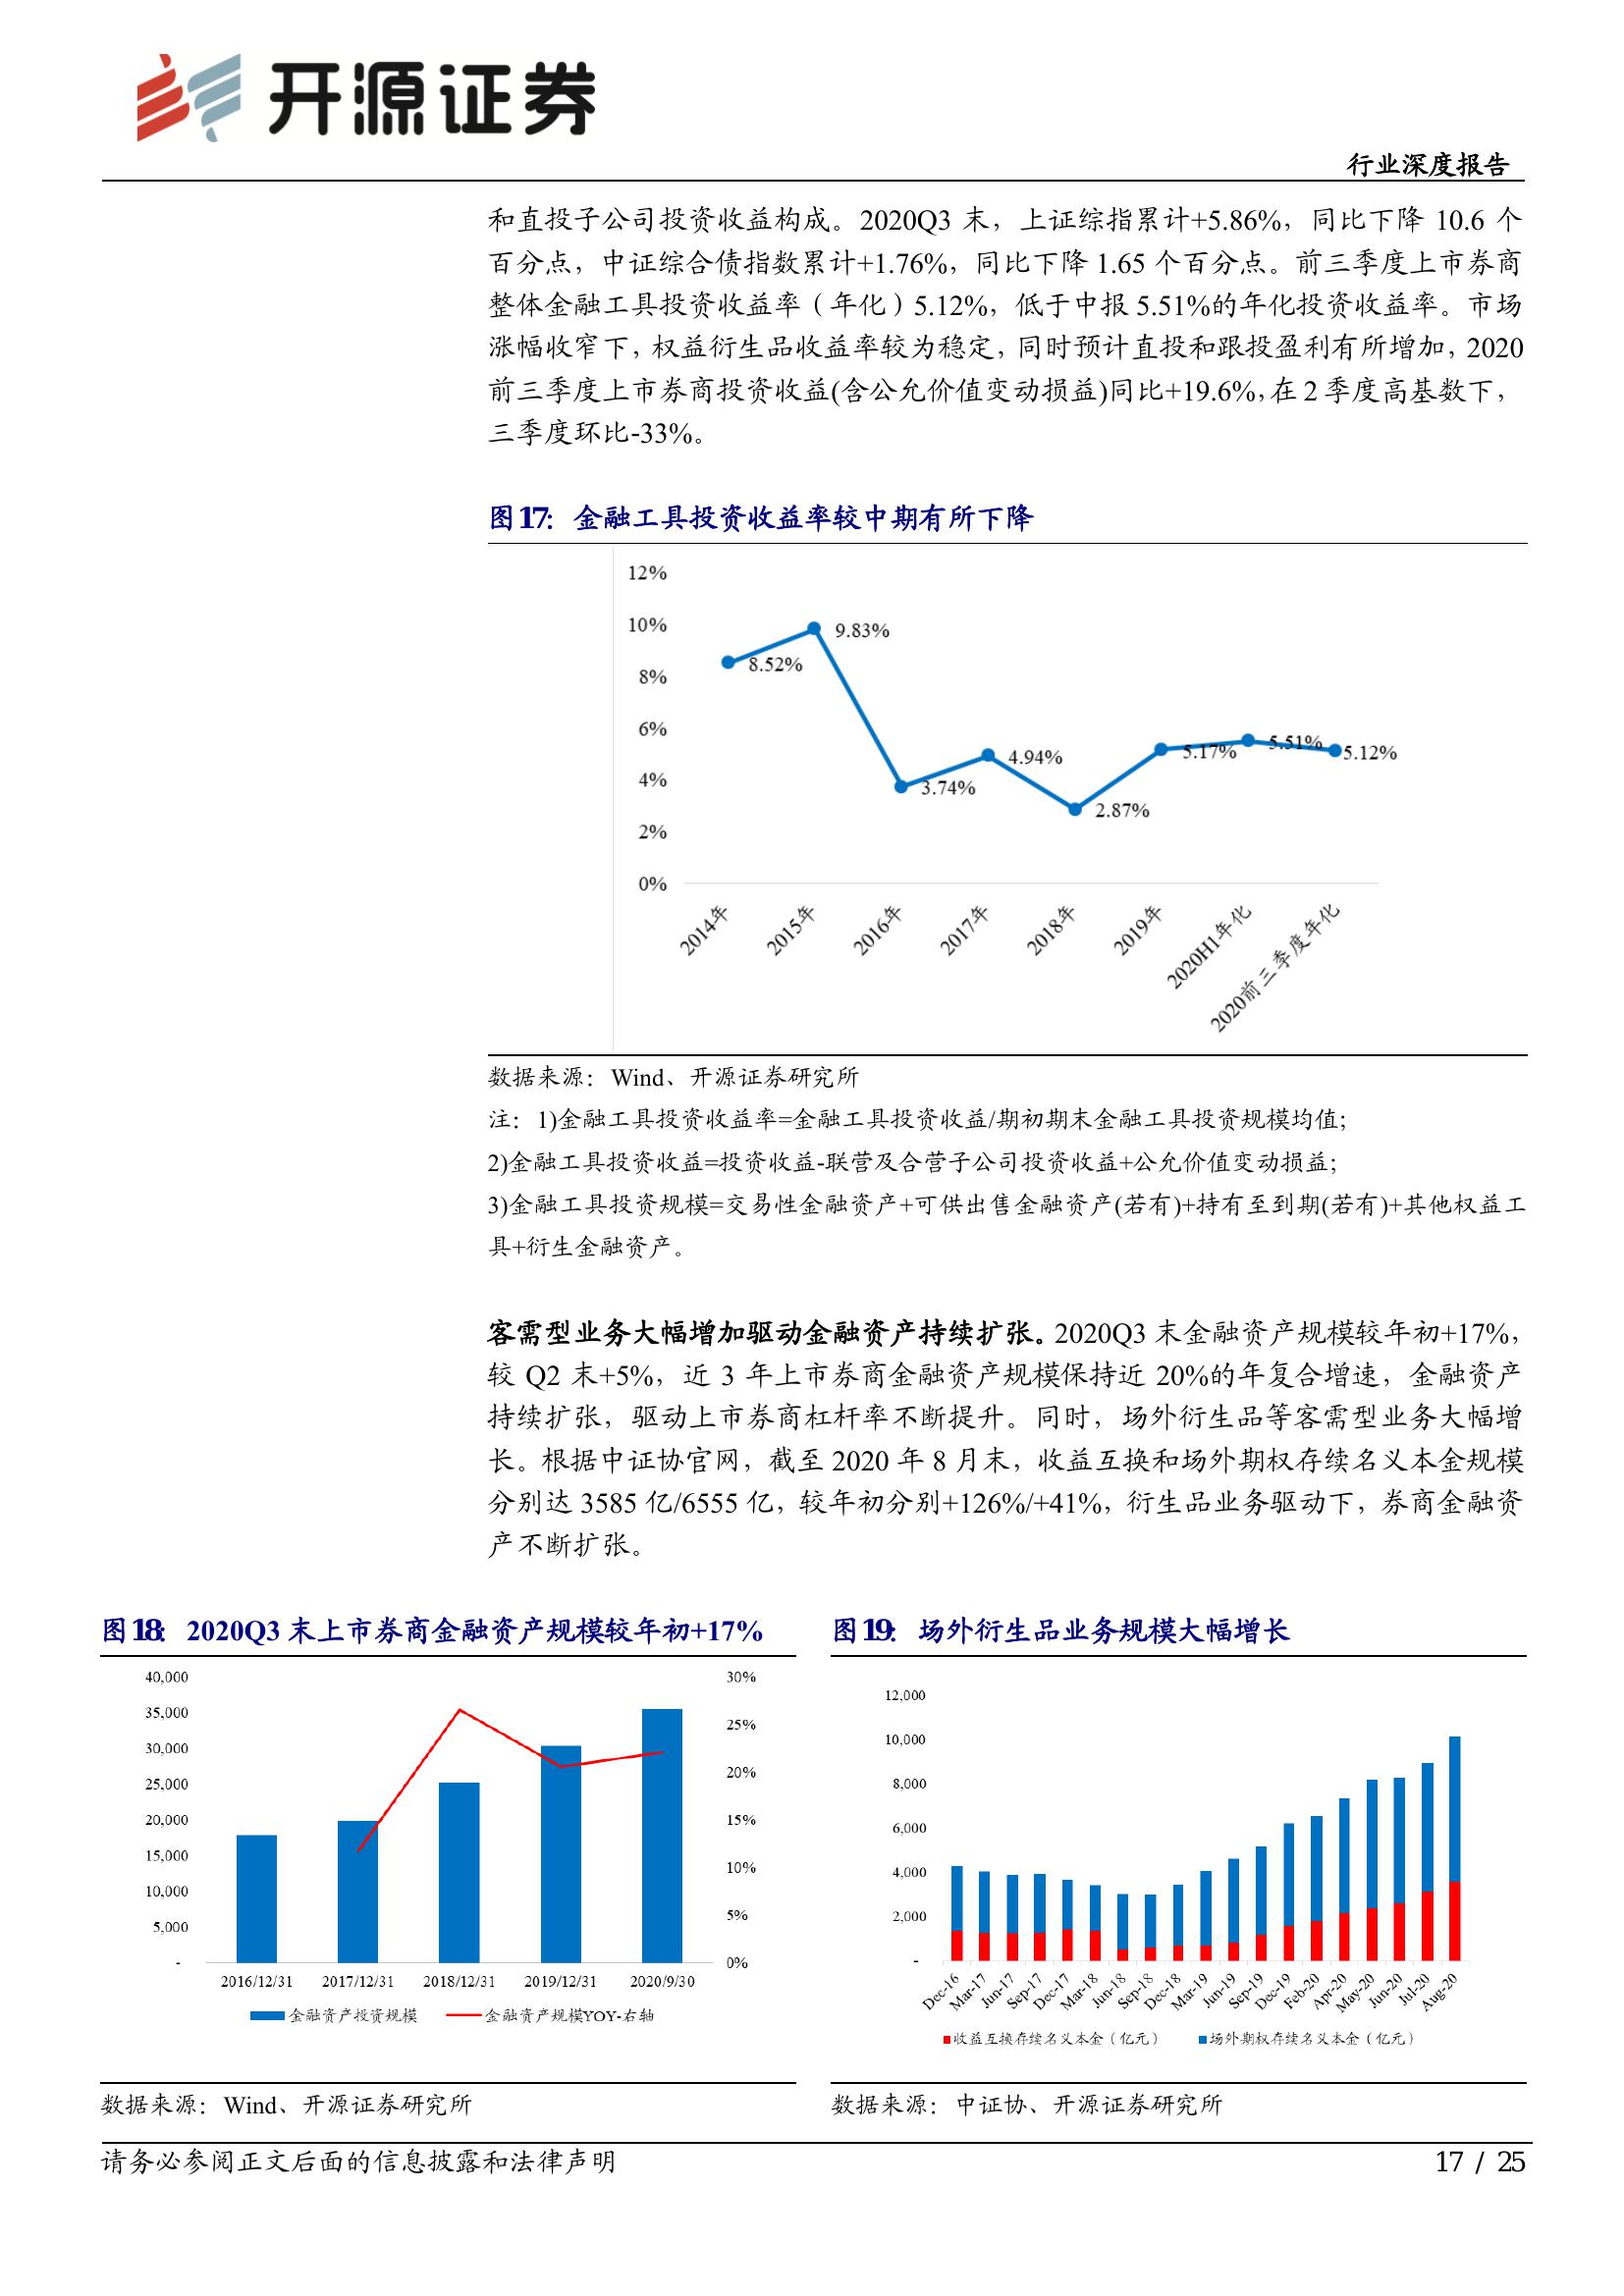 开源证券
行业深度报告
和直投子公司投资收益构成。2020Q3 末，上证综指累计+5.86%，同比下降 10.6 个
百分点，中证综合债指数累计+1.76%，同比下降 1.65 个百分点。前三季度上市券商
整体金融工具投资收益率（年化）5.12%，低于中报 5.51%的年化投资收益率。市场
涨幅收窄下，权益衍生品收益率较为稳定，同时预计直投和跟投盈利有所增加，2020
前三季度上市券商投资收益(含公允价值变动损益)同比+19.6%，在 2 季度高基数下，
三季度环比-33%。
图17：金融工具投资收益率较中期有所下降
12%
10%
8%
6%
4%
2%
0%
8.52%
9.83%
3.74%
4.94%
2.87%
5.17%
5.51%
5.12%
2014年
2015年
2016年
2017年
2018年
2019年
2020H1年化
2020前三季度年化
数据来源：Wind、开源证券研究所
注：1)金融工具投资收益率=金融工具投资收益/期初期末金融工具投资规模均值；
2)金融工具投资收益=投资收益-联营及合营子公司投资收益+公允价值变动损益；
3)金融工具投资规模=交易性金融资产+可供出售金融资产(若有)+持有至到期(若有)+其他权益工
具+衍生金融资产。
客需型业务大幅增加驱动金融资产持续扩张。2020Q3 末金融资产规模较年初+17%，
较 Q2 末+5%，近 3 年上市券商金融资产规模保持近 20%的年复合增速，金融资产
持续扩张，驱动上市券商杠杆率不断提升。同时，场外衍生品等客需型业务大幅增
长。根据中证协官网，截至 2020 年 8 月末，收益互换和场外期权存续名义本金规模
分别达 3585 亿/6555 亿，较年初分别+126%/+41%，衍生品业务驱动下，券商金融资
产不断扩张。
图18：2020Q3 末上市券商金融资产规模较年初+17%
40,000
35,000
30,000
25,000
20,000
15,000
10,000
5,000
-
30%
25%
20%
15%
10%
5%
0%
2016/12/31
2017/12/31
2018/12/31
2019/12/31
2020/9/30
金融资产投资规模
金融资产规模YOY-右轴
数据来源：Wind、开源证券研究所
图19：场外衍生品业务规模大幅增长
12,000
10,000
8,000
6,000
4,000
2,000
-
Dec-16
Mar-17
Jun-17
Sep-17
Dec-17
Mar-18
Jun-18
Sep-18
Dec-18
Mar-19
Jun-19
Sep-19
Dec-19
Feb-20
Apr-20
May-20
Jun-20
Jul-20
Aug-20
收益互换存续名义本金（亿元）
场外期权存续名义本金（亿元）
数据来源：中证协、开源证券研究所
请务必参阅正文后面的信息披露和法律声明
17 / 25